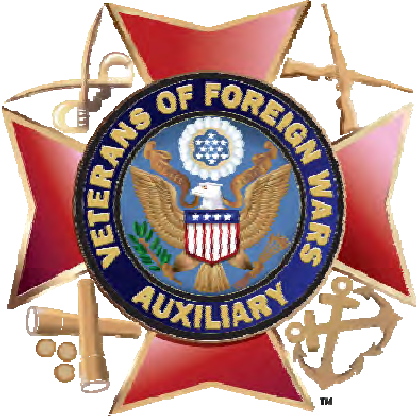 VETERANS OF FOREIGN WARS
AUXILIARY
TM